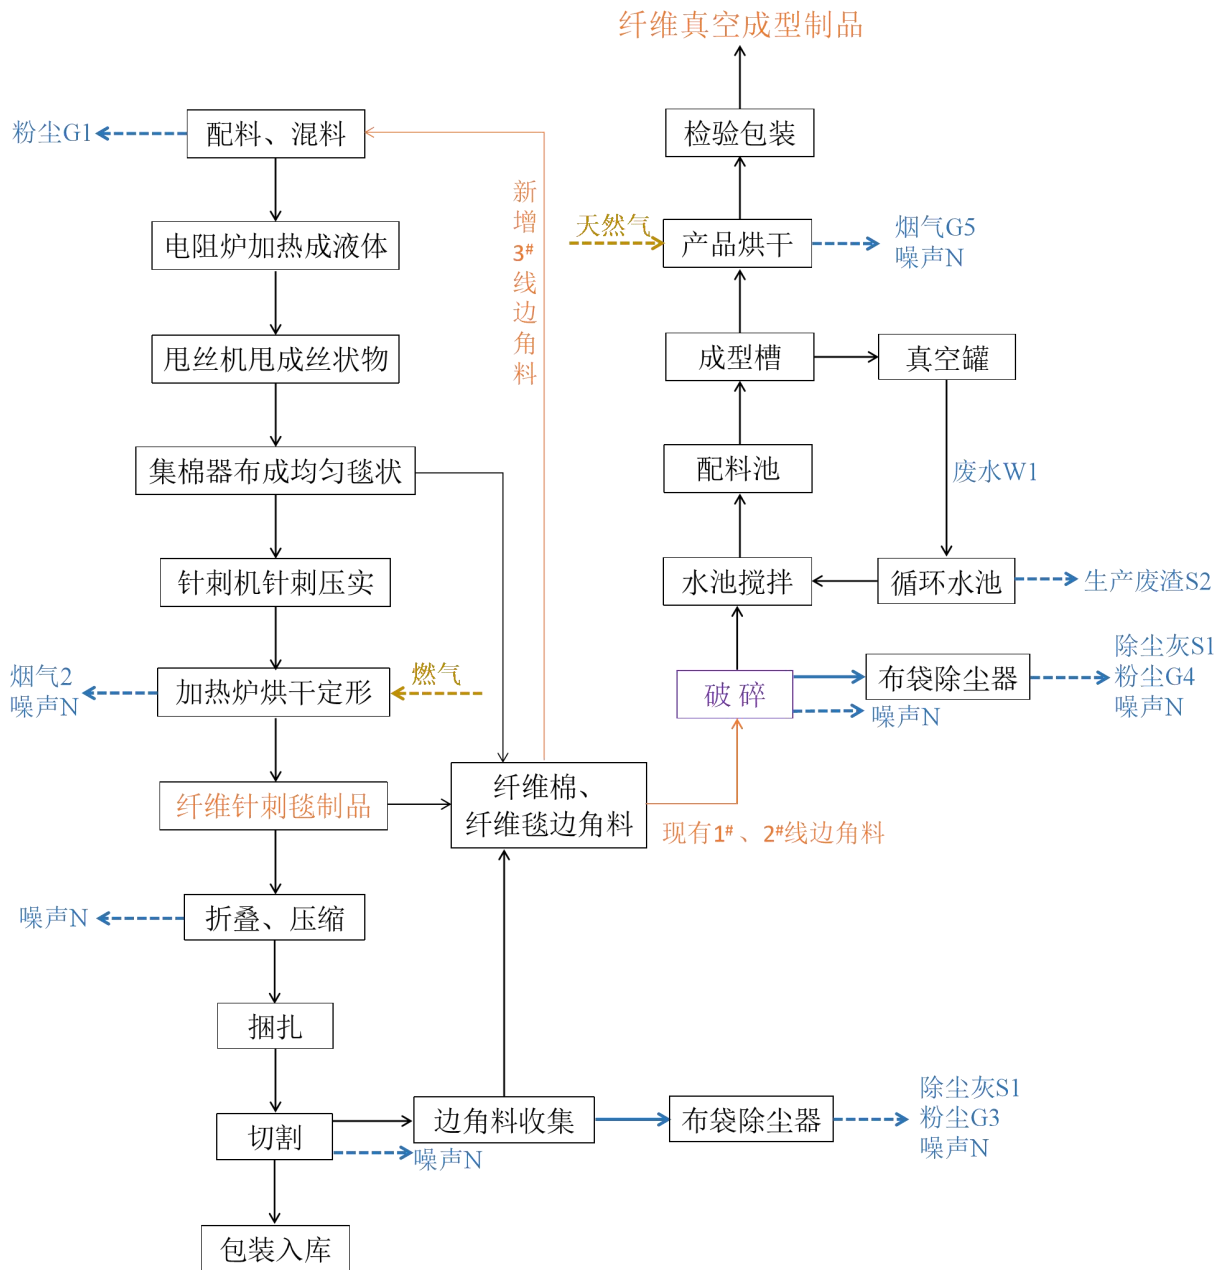 纤维真空成型制品
粉尘G1
配料、混料
检验包装
新增3#线边角料
电阻炉加热成液体
天然气
产品烘干
烟气G5
噪声N
甩丝机甩成丝状物
成型槽
真空罐
集棉器布成均匀毯状
配料池
废水W1
针刺机针刺压实
水池搅拌
循环水池
生产废渣S2
烟气2
噪声N
加热炉烘干定形
燃气
破 碎
布袋除尘器
噪声N
除尘灰S1
粉尘G4
噪声N
纤维针刺毯制品
纤维棉、
纤维毯边角料
现有1#、2#线边角料
噪声N
折叠、压缩
捆扎
切割
噪声N
边角料收集
布袋除尘器
除尘灰S1
粉尘G3
噪声N
包装入库